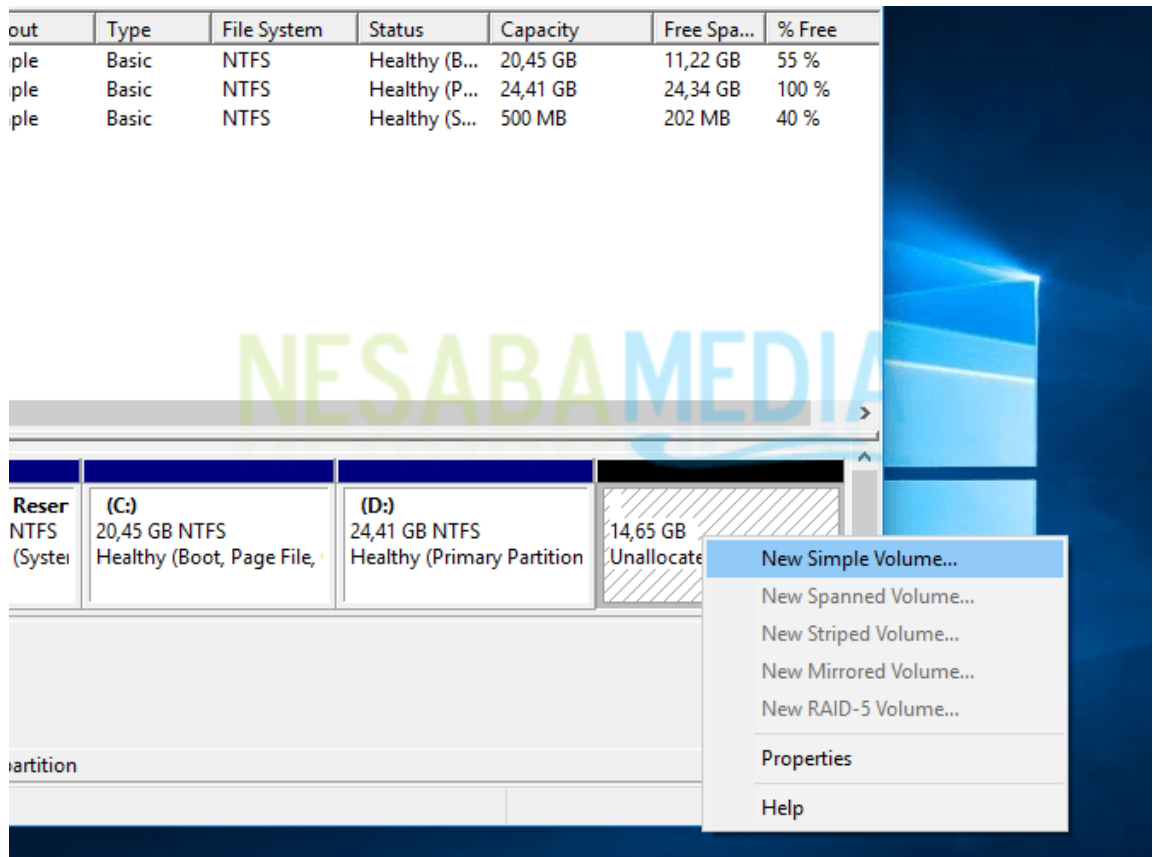 out Type File System Status Capacity Free Spa... % Free
ple Basic NTFS Healthy (B... 20,45 GB 11,22 GB 55 %
ple Basic NTFS Healthy (P... 24,41 GB 24,34 GB 100 %
ple Basic NTFS Healthy (S... 500 MB 202 MB 40 %
NESABAMEDIA
Reser (C:) (D:)
NTFS 20,45 GB NTFS 24,41 GB NTFS 14,65 GB
(Syster Healthy (Boot, Page File, Healthy (Primary Partition Unallocate
New Simple Volume...
New Spanned Volume...
New Striped Volume...
New Mirrored Volume...
New RAID-5 Volume...
Properties
partition
Help